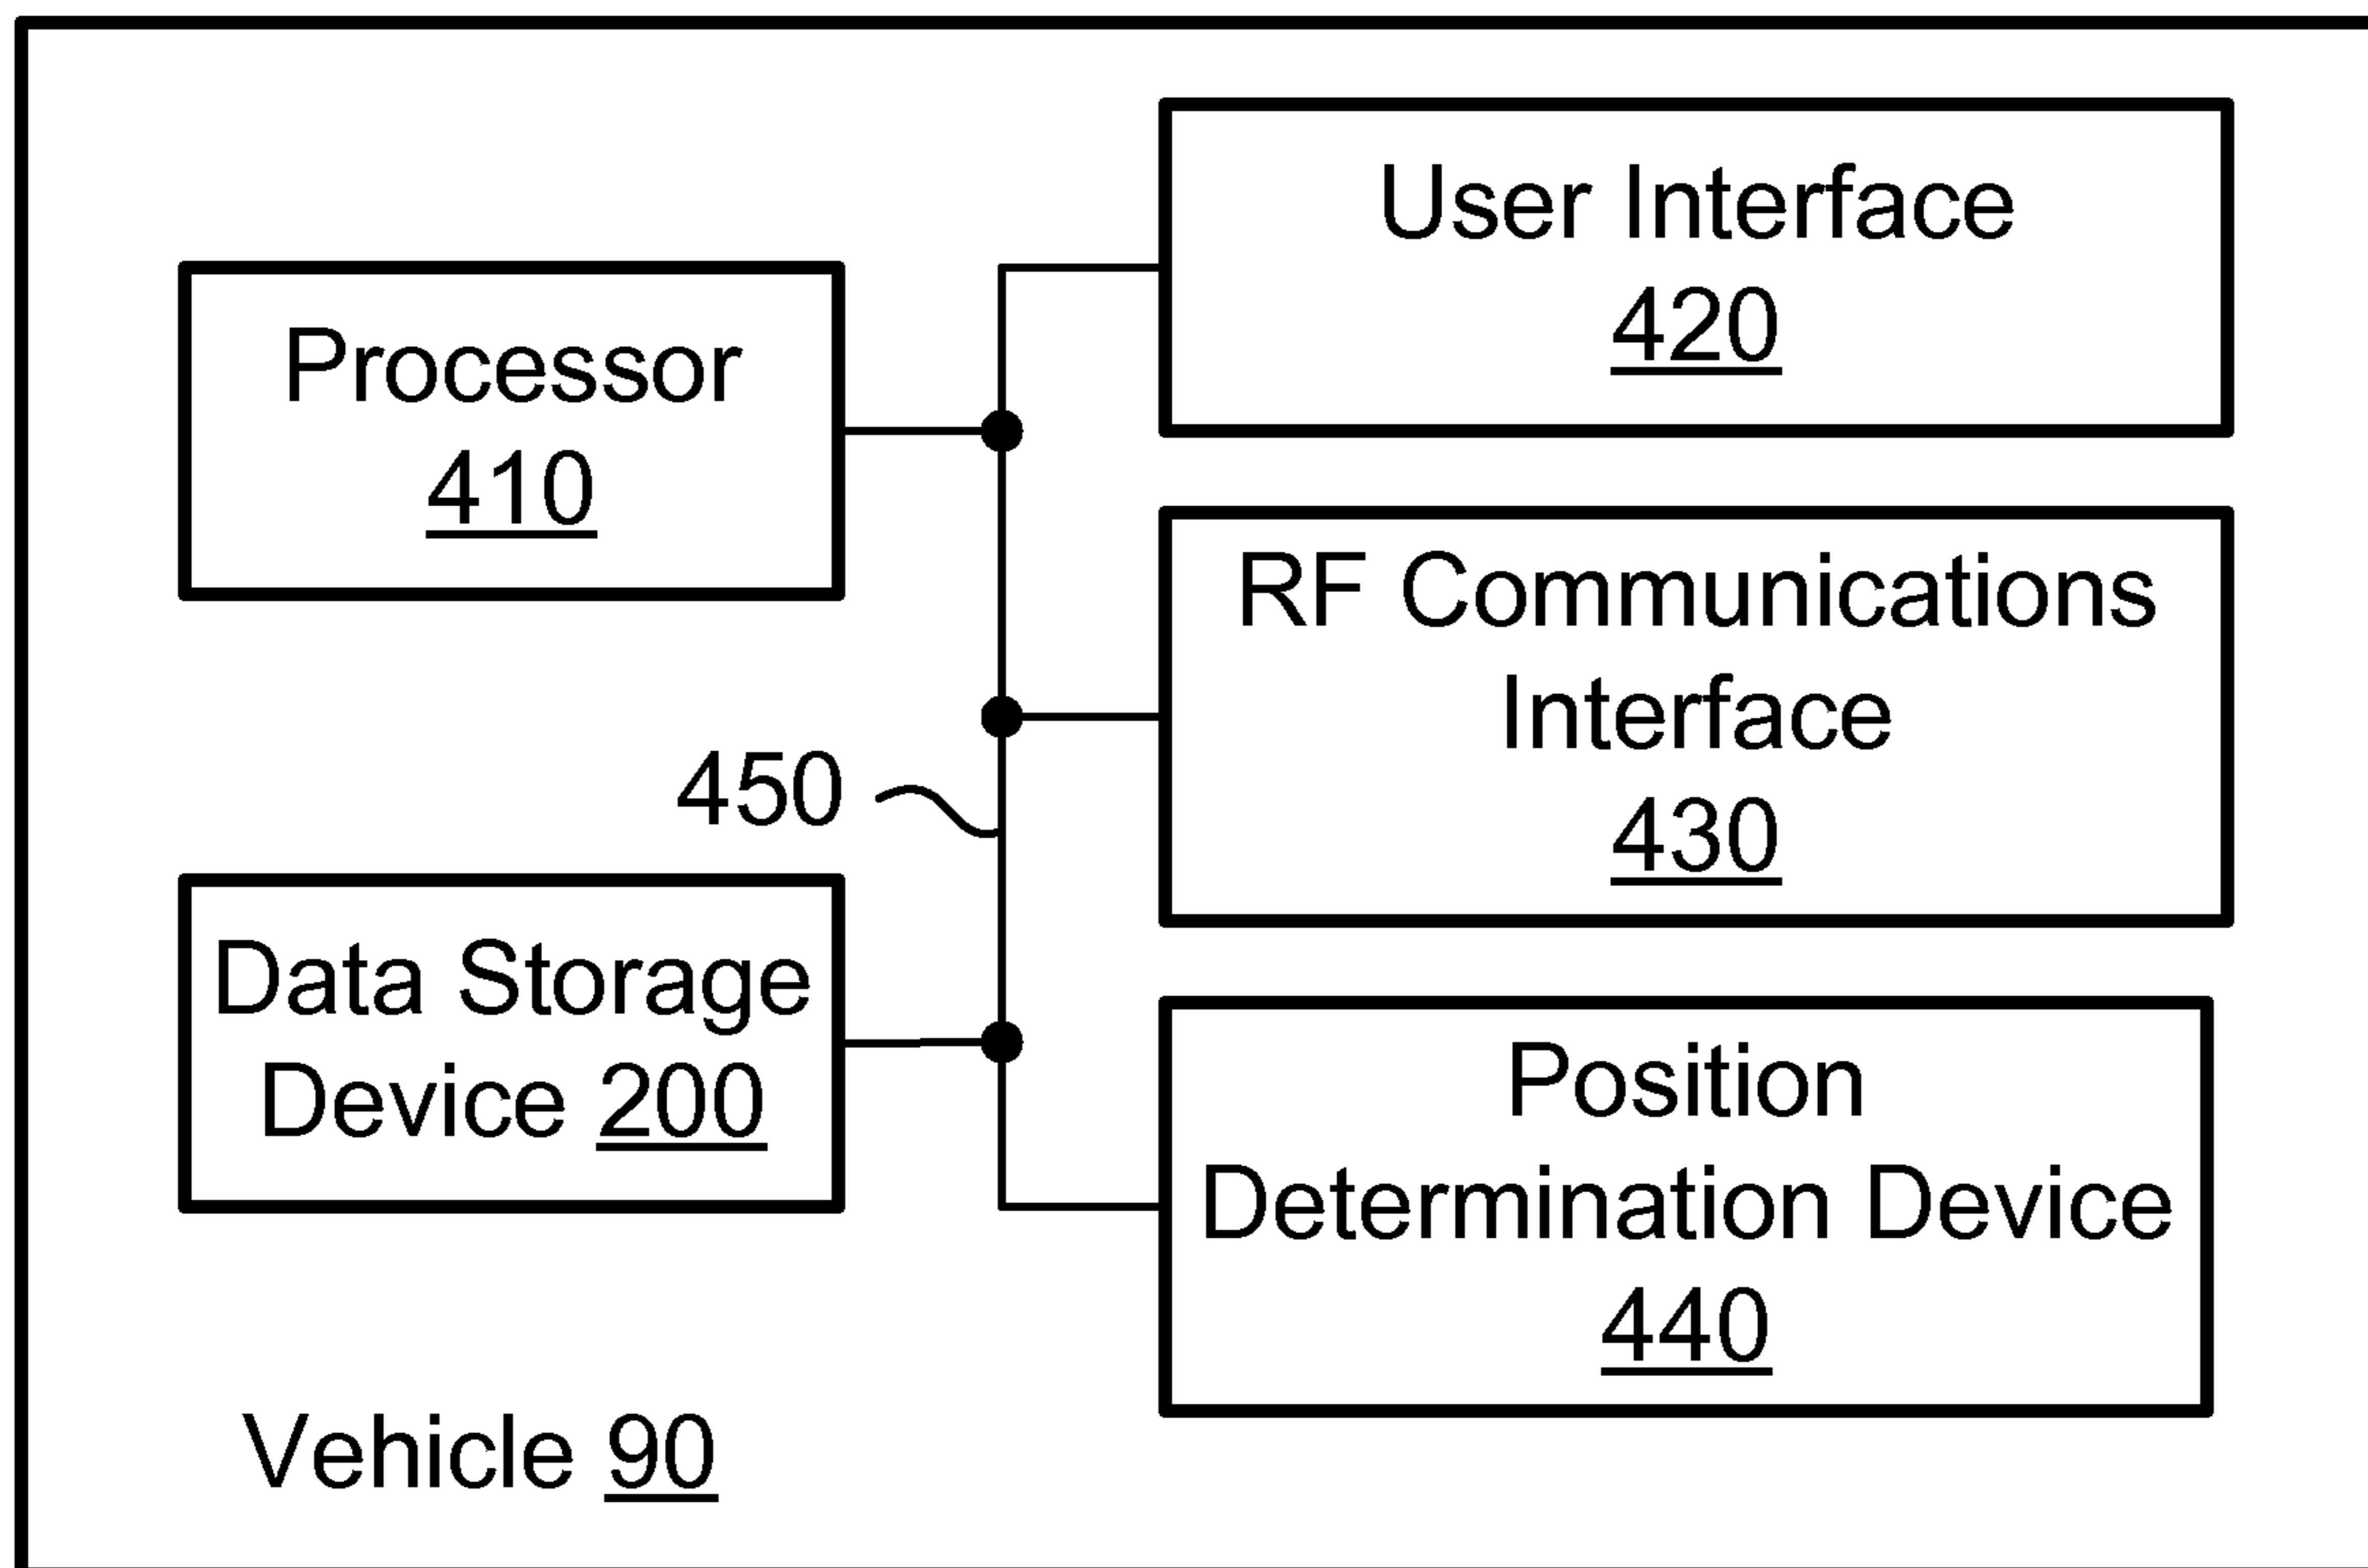 Processor
410
User Interface
420
RF Communications
Interface
430
450
Data Storage
Device 200
Position
Determination Device
440
Vehicle 90